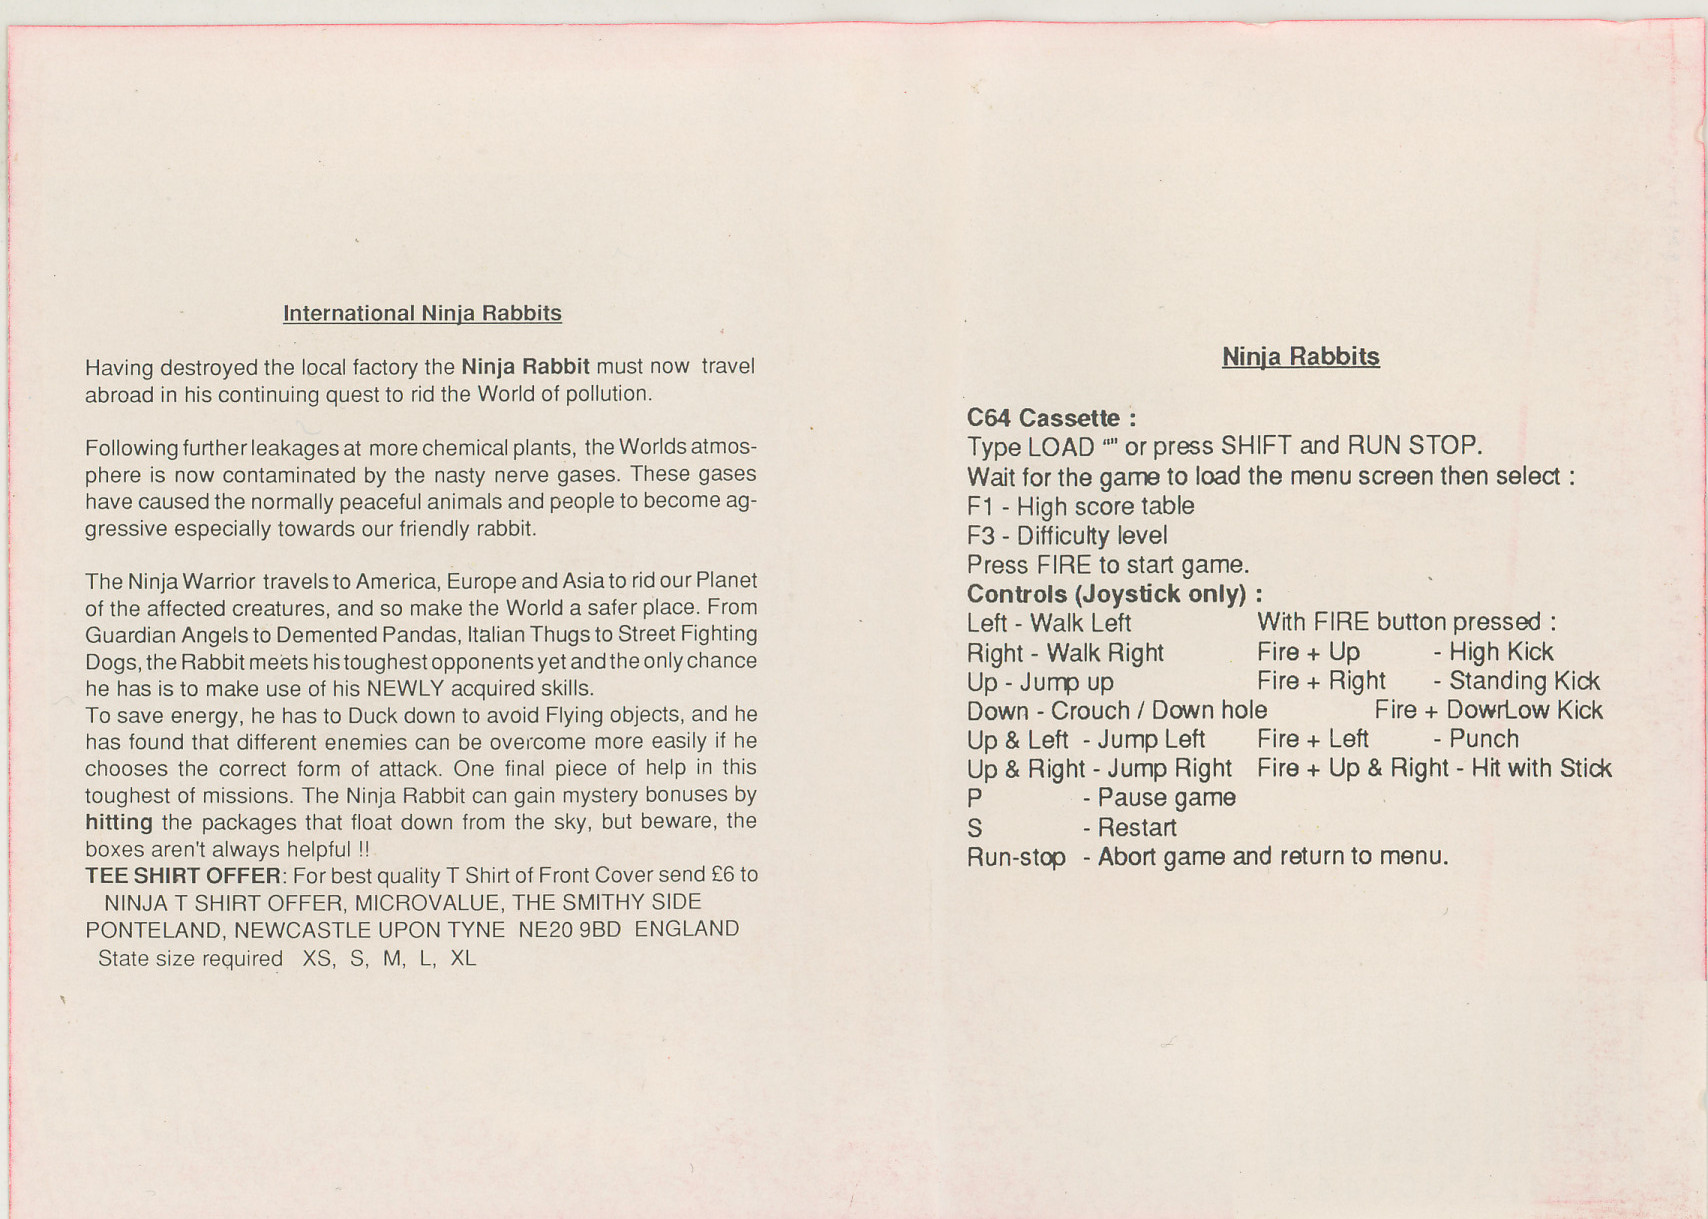 International Ninja Rabbits
Having destroyed the local factory the Ninja Rabbit must now travel
abroad in his continuing quest to rid the World of pollution.
Following further leakages at more chemical plants, the Worlds atmos-
phere is now contaminated by the nasty nerve gases. These gases
have caused the normally peaceful animals and people to become ag-
gressive especially towards our friendly rabbit.
The Ninja Warrior travels to America, Europe and Asia to rid our Planet
of the affected creatures, and so make the World a safer place. From
Guardian Angels to Demented Pandas, Italian Thugs to Street Fighting
Dogs, the Rabbit meets his toughest opponents yet and the only chance
he has is to make use of his NEWLY acquired skills.
To save energy, he has to Duck down to avoid Flying objects, and he
has found that different enemies can be overcome more easily if he
chooses the correct form of attack. One final piece of help in this
toughest of missions. The Ninja Rabbit can gain mystery bonuses by
hitting the packages that float down from the sky, but beware, the
boxes aren't always helpful !!
TEE SHIRT OFFER: For best quality T Shirt of Front Cover send £6 to
NINJA T SHIRT OFFER, MICROVALUE, THE SMITHY SIDE
PONTELAND, NEWCASTLE UPON TYNE NE20 9BD ENGLAND
State size required XS, S, M, L, XL
Ninja Rabbits
C64 Cassette :
Type LOAD “" or press SHIFT and RUN STOP.
Wait for the game to load the menu screen then select :
F1 - High score table
F3 - Difficulty level
Press FIRE to start game.
Controls (Joystick only) :
Left - Walk Left With FIRE button pressed :
Right - Walk Right Fire + Up - High Kick
Up - Jump up Fire + Right - Standing Kick
Down - Crouch / Down hole Fire + DownLow Kick
Up & Left - Jump Left Fire + Left - Punch
Up & Right - Jump Right Fire + Up & Right - Hit with Stick
P - Pause game
S - Restart
Run-stop - Abort game and return to menu.